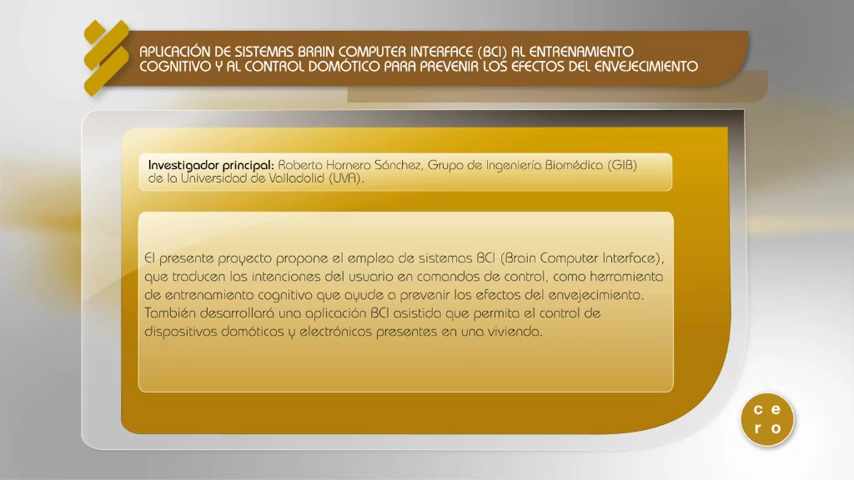 APLICACIÓN DE SISTEMAS BRAIN COMPUTER INTERFACE (BCI) AL ENTRENAMIENTO
COGNITIVO Y AL CONTROL DOMÓTICO PARA PREVENIR LOS EFECTOS DEL ENVEJECIMIENTO
Investigador principal: Roberto Hornero Sánchez, Grupo de Ingeniería Biomédica (GIB)
de la Universidad de Valladolid (UVA).
El presente proyecto propone el empleo de sistemas BCI (Brain Computer Interface),
que traducen las intenciones del usuario en comandos de control, como herramienta
de entrenamiento cognitivo que ayude a prevenir los efectos del envejecimiento.
También desarrollará una aplicación BCI asistida que permita el control de
dispositivos domóticos y electrónicos presentes en una vivienda.
c e
r o